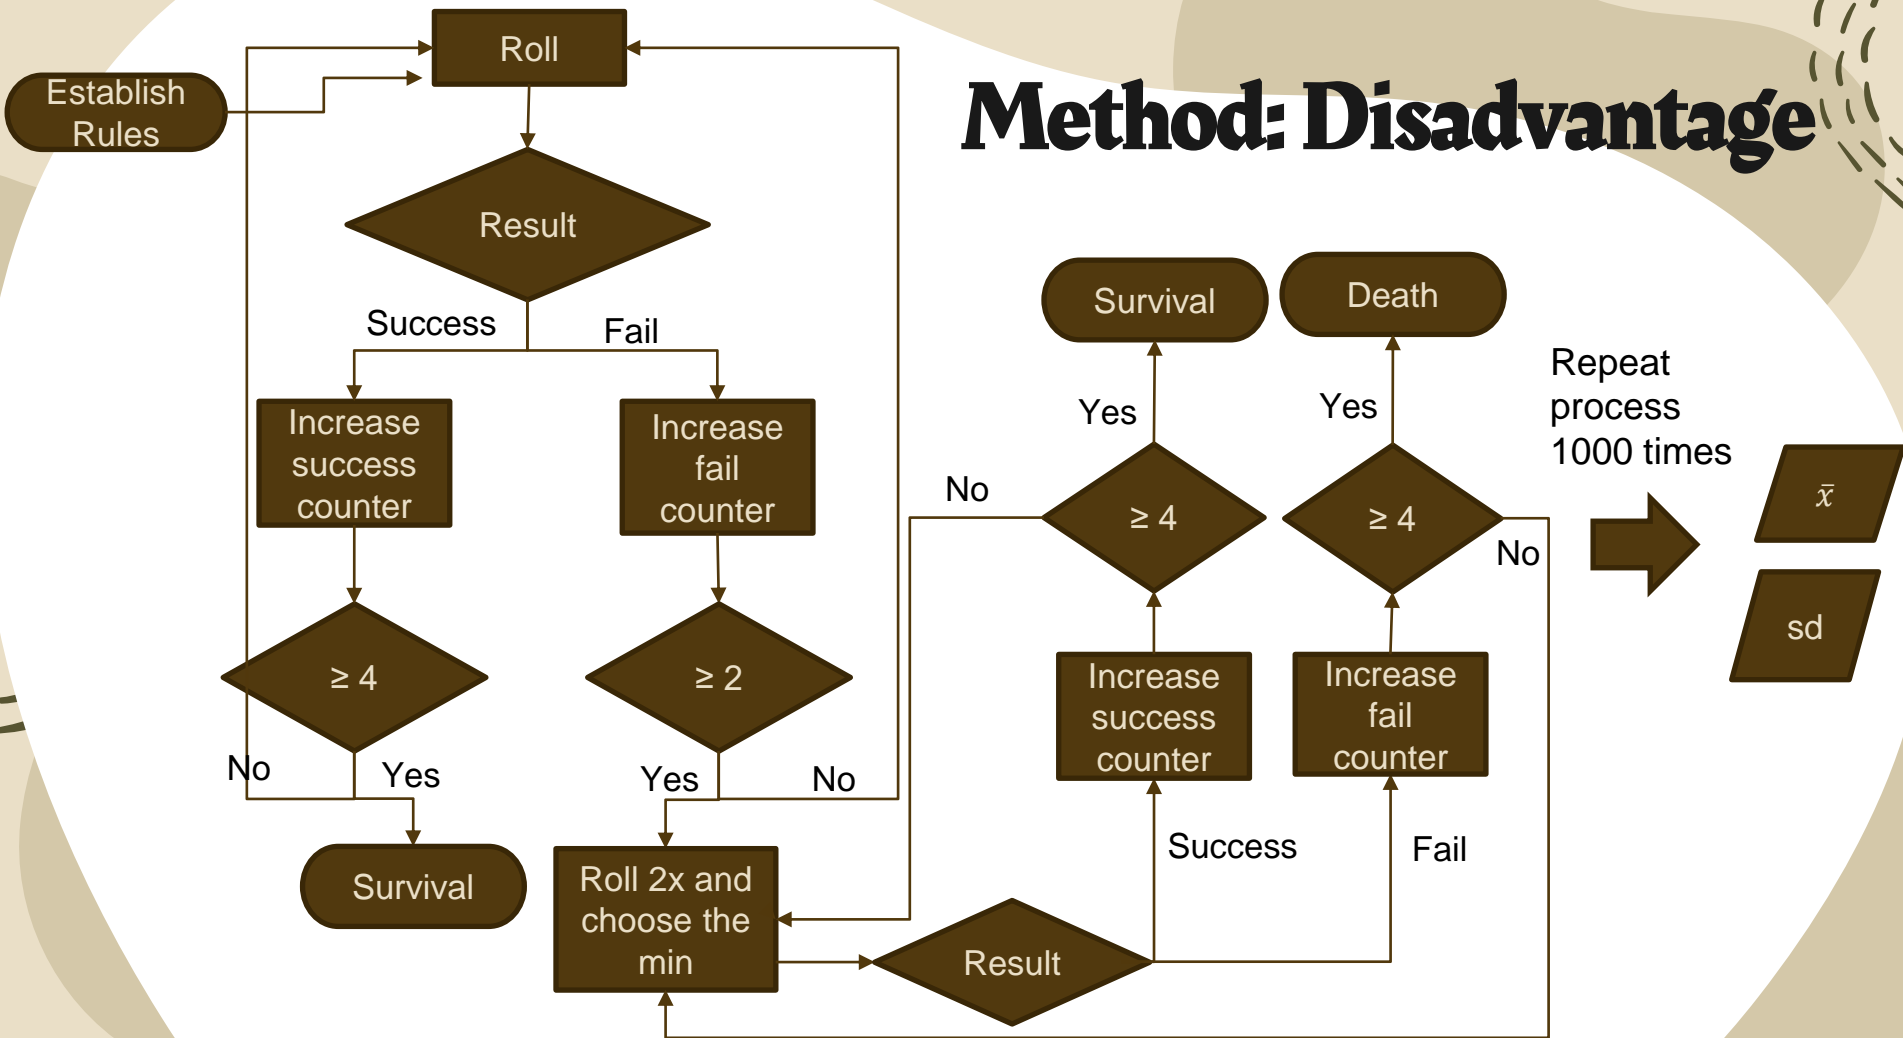 Method: Disadvantage
Establish
Rules
Roll
Result
Success
Fail
Increase
success
counter
Increase
fail
counter
≥ 4
≥ 2
No
Yes
Yes
No
Survival
Roll 2x and
choose the
min
Result
Success
Fail
Increase
success
counter
Increase
fail
counter
≥ 4
≥ 4
No
Yes
Yes
No
Survival
Death
Repeat
process
1000 times
x̄
sd